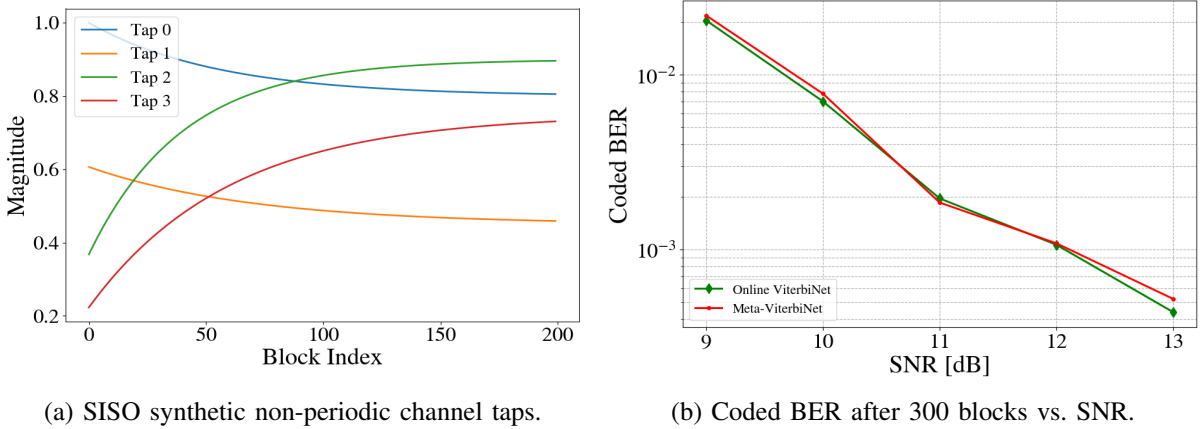 1.0
0.8
0.6
0.4
0.2
Magnitude
Tap 0
Tap 1
Tap 2
Tap 3
0 50 100 150 200
Block Index
(a) SISO synthetic non-periodic channel taps.
10−2
10−3
Coded BER
Online ViterbiNet
Meta-ViterbiNet
9 10 11 12 13
SNR [dB]
(b) Coded BER after 300 blocks vs. SNR.